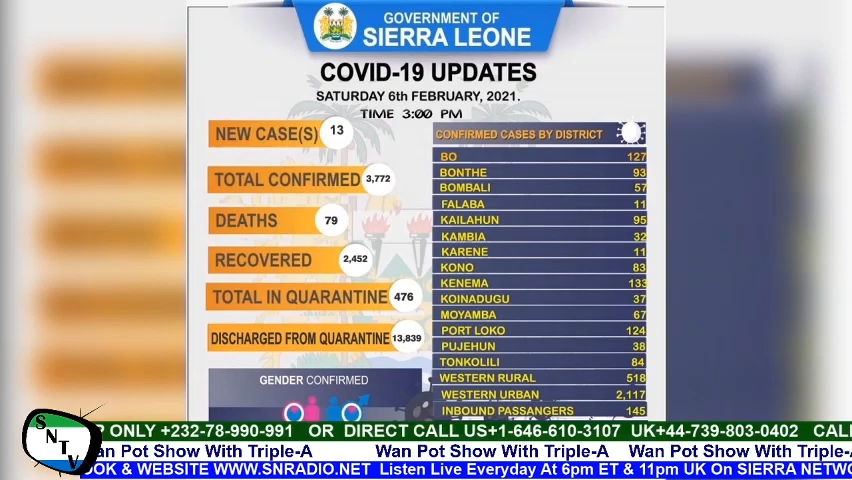 GOVERNMENT OF
SIERRA LEONE
COVID-19 UPDATES
SATURDAY 6th FEBRUARY, 2021.
TIME 3:00 PM
NEW CASE(S) 13
TOTAL CONFIRMED 3,772
DEATHS 79
RECOVERED 2,452
TOTAL IN QUARANTINE 476
DISCHARGED FROM QUARANTINE 13,839
GENDER CONFIRMED
CONFIRMED CASES BY DISTRICT
BO 127
BONTHE 93
BOMBALI 57
FALABA 11
KAILAHUN 95
KAMBIA 32
KARENE 11
KONO 83
KENEMA 133
KOINADUGU 37
MOYAMBA 67
PORT LOKO 124
PUJEHUN 38
TONKOLILI 84
WESTERN RURAL 518
WESTERN URBAN 2,117
INBOUND PASSANGERS 145
SNTV
P ONLY +232-78-990-991 OR DIRECT CALL US+1-646-610-3107 UK+44-739-803-0402 CALL
an Pot Show With Triple-A Wan Pot Show With Triple-A Wan Pot Show With Triple-A
OOK & WEBSITE WWW.SNRADIO.NET Listen Live Everyday At 6pm ET & 11pm UK On SIERRA NETWO